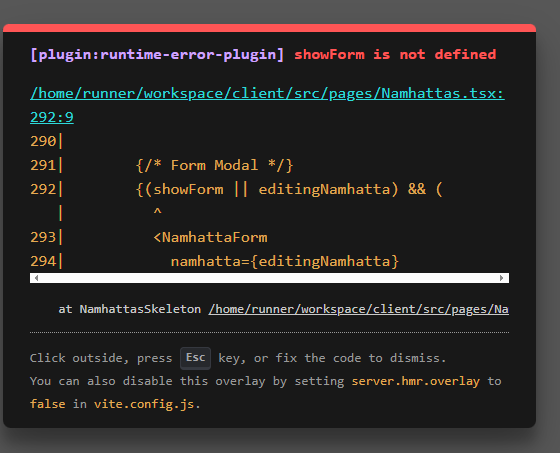 [plugin:runtime-error-plugin] showForm is not defined
/home/runner/workspace/client/src/pages/Namhattas.tsx:
292:9
290|
291|        {/* Form Modal */}
292|        {(showForm || editingNamhatta) && (
   |          ^
293|          <NamhattaForm
294|            namhatta={editingNamhatta}
at NamhattasSkeleton /home/runner/workspace/client/src/pages/Na
Click outside, press Esc key, or fix the code to dismiss.
You can also disable this overlay by setting server.hmr.overlay to
false in vite.config.js.